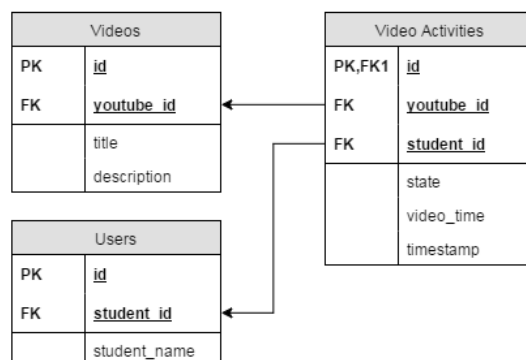 Videos
PK id
FK youtube_id
title
description
Video Activities
PK,FK1 id
FK youtube_id
FK student_id
state
video_time
timestamp
Users
PK id
FK student_id
student_name